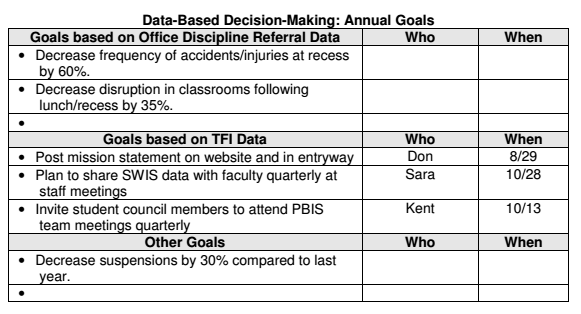 Data-Based Decision-Making: Annual Goals
Goals based on Office Discipline Referral Data Who When
• Decrease frequency of accidents/injuries at recess
by 60%.
• Decrease disruption in classrooms following
lunch/recess by 35%.
•
Goals based on TFI Data Who When
• Post mission statement on website and in entryway Don 8/29
• Plan to share SWIS data with faculty quarterly at Sara 10/28
staff meetings
• Invite student council members to attend PBIS Kent 10/13
team meetings quarterly
Other Goals Who When
• Decrease suspensions by 30% compared to last
year.
•